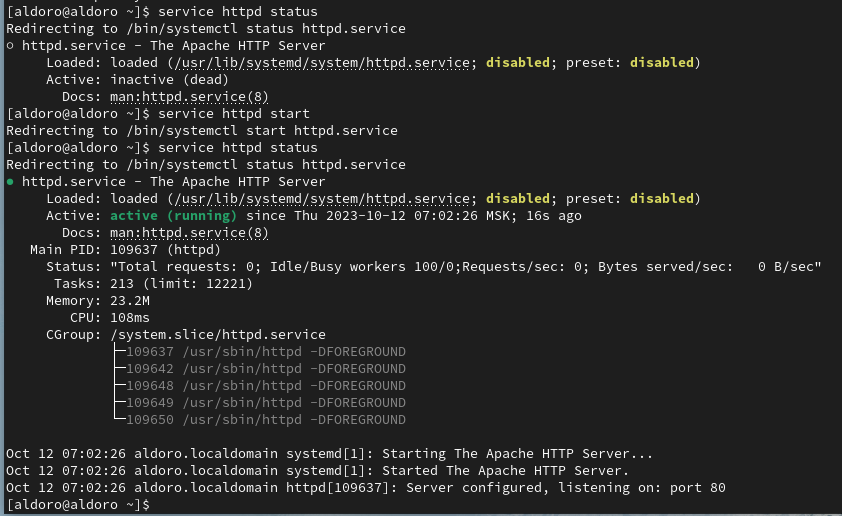 [aldoro@aldoro ~]$ service httpd status
Redirecting to /bin/systemctl status httpd.service
○ httpd.service - The Apache HTTP Server
     Loaded: loaded (/usr/lib/systemd/system/httpd.service; disabled; preset: disabled)
     Active: inactive (dead)
       Docs: man:httpd.service(8)
[aldoro@aldoro ~]$ service httpd start
Redirecting to /bin/systemctl start httpd.service
[aldoro@aldoro ~]$ service httpd status
Redirecting to /bin/systemctl status httpd.service
● httpd.service - The Apache HTTP Server
     Loaded: loaded (/usr/lib/systemd/system/httpd.service; disabled; preset: disabled)
     Active: active (running) since Thu 2023-10-12 07:02:26 MSK; 16s ago
       Docs: man:httpd.service(8)
   Main PID: 109637 (httpd)
     Status: "Total requests: 0; Idle/Busy workers 100/0;Requests/sec: 0; Bytes served/sec:   0 B/sec"
      Tasks: 213 (limit: 12221)
     Memory: 23.2M
        CPU: 108ms
     CGroup: /system.slice/httpd.service
             ├─109637 /usr/sbin/httpd -DFOREGROUND
             ├─109642 /usr/sbin/httpd -DFOREGROUND
             ├─109648 /usr/sbin/httpd -DFOREGROUND
             ├─109649 /usr/sbin/httpd -DFOREGROUND
             └─109650 /usr/sbin/httpd -DFOREGROUND

Oct 12 07:02:26 aldoro.localdomain systemd[1]: Starting The Apache HTTP Server...
Oct 12 07:02:26 aldoro.localdomain systemd[1]: Started The Apache HTTP Server.
Oct 12 07:02:26 aldoro.localdomain httpd[109637]: Server configured, listening on: port 80
[aldoro@aldoro ~]$